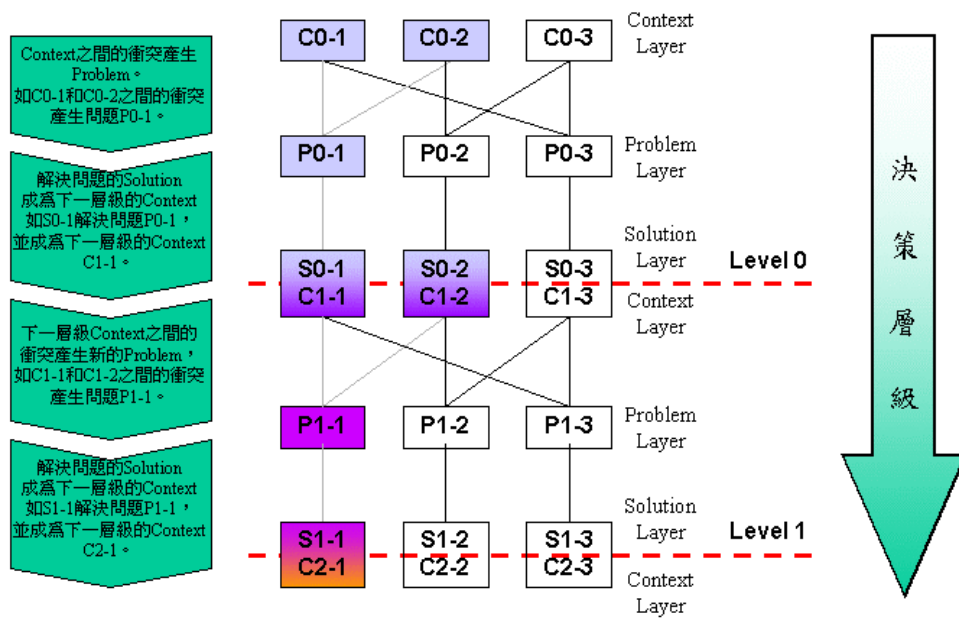 Context之間的衝突產生
Problem。
如C0-1和C0-2之間的衝突
產生問題P0-1。
解決問題的Solution
成爲下一層級的Context
如S0-1解決問題P0-1，
並成爲下一層級的Context
C1-1。
下一層級Context之間的
衝突產生新的Problem，
如C1-1和C1-2之間的衝突
產生問題P1-1。
解決問題的Solution
成爲下一層級的Context
如S1-1解決問題P1-1，
並成爲下一層級的Context
C2-1。
C0-1 C0-2 C0-3
Context
Layer
P0-1 P0-2 P0-3
Problem
Layer
S0-1 S0-2 S0-3
Solution
Layer
Level 0
C1-1 C1-2 C1-3
Context
Layer
P1-1 P1-2 P1-3
Problem
Layer
S1-1 S1-2 S1-3
Solution
Layer
Level 1
C2-1 C2-2 C2-3
Context
Layer
決
策
層
級